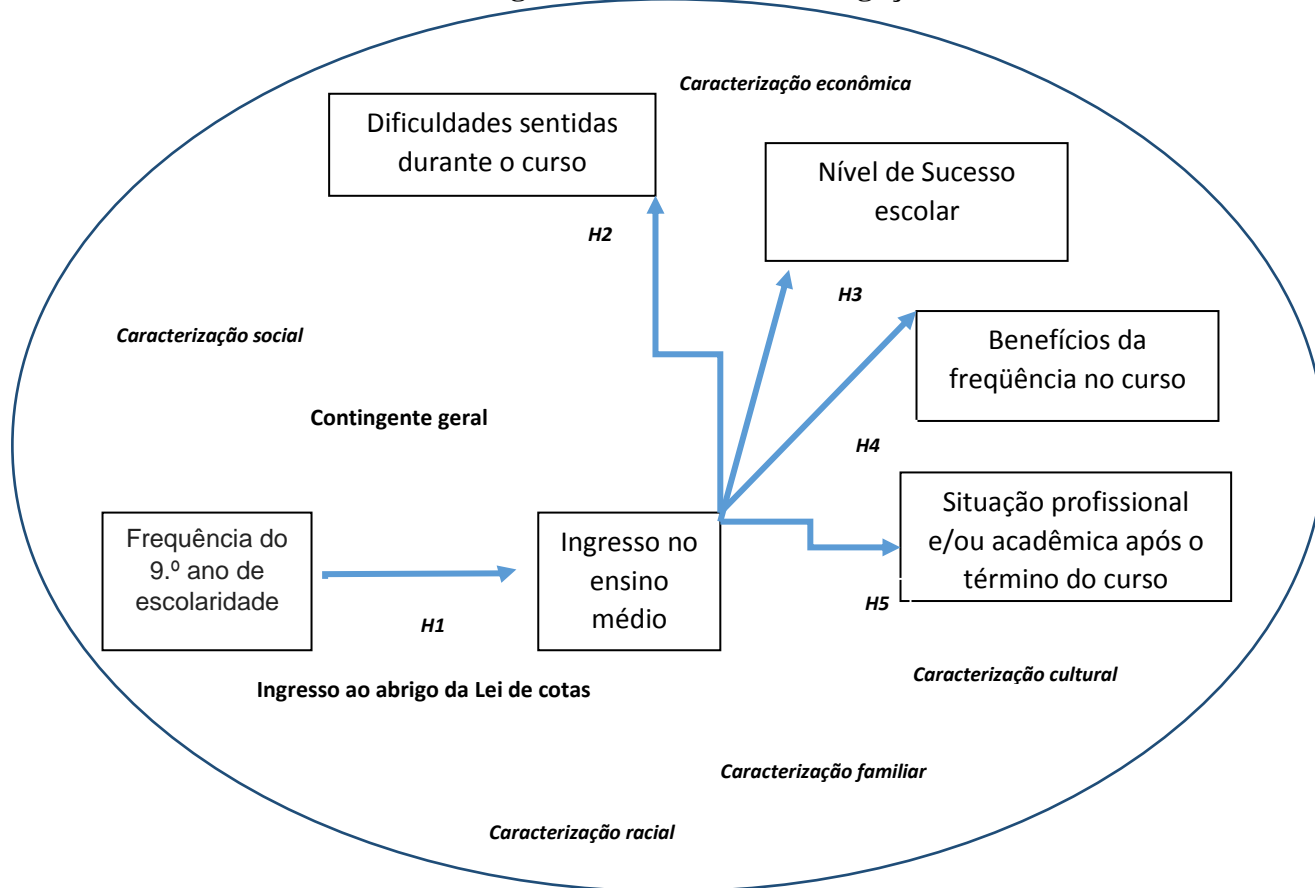 Caracterização econômica
Dificuldades sentidas
durante o curso
Nível de Sucesso
escolar
H2
H3
Caracterização social
Benefícios da
freqüência no curso
Contingente geral
H4
Situação profissional
e/ou acadêmica após o
término do curso
Frequência do
9.º ano de
escolaridade
Ingresso no
ensino
médio
H5
H1
Caracterização cultural
Ingresso ao abrigo da Lei de cotas
Caracterização familiar
Caracterização racial